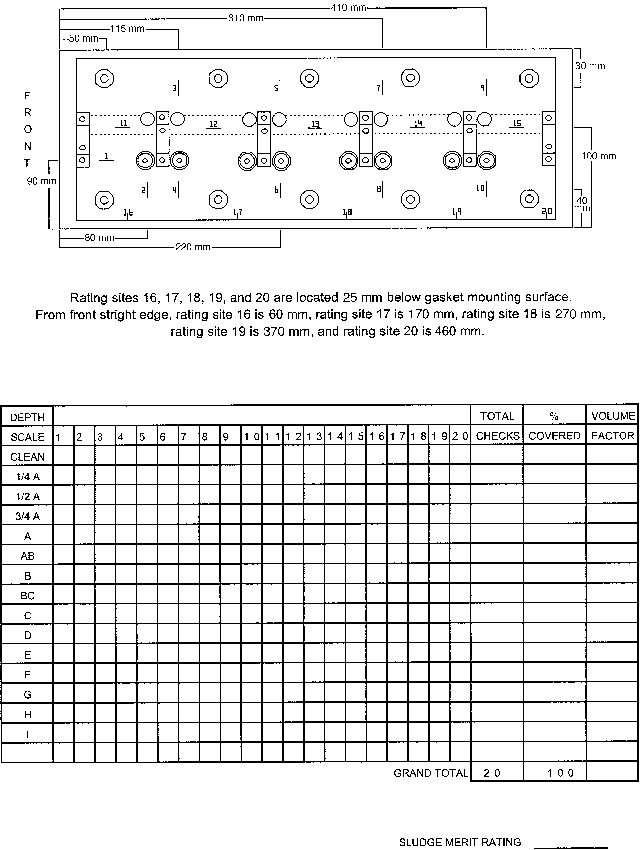 410 mm
310 mm
115 mm
50 mm
30 mm
FRONT
3 5 7 9
11 12 13 14 15
1
100 mm
90 mm
2 4 6 8 10
40 mm
16 17 18 19 20
80 mm
220 mm
Rating sites 16, 17, 18, 19, and 20 are located 25 mm below gasket mounting surface.
From front stright edge, rating site 16 is 60 mm, rating site 17 is 170 mm, rating site 18 is 270 mm,
rating site 19 is 370 mm, and rating site 20 is 460 mm.
DEPTH TOTAL % VOLUME
SCALE 1 2 3 4 5 6 7 8 9 10 11 12 13 14 15 16 17 18 19 20 CHECKS COVERED FACTOR
CLEAN
1/4 A
1/2 A
3/4 A
A
AB
B
BC
C
D
E
F
G
H
I
GRAND TOTAL 20 100
SLUDGE MERIT RATING